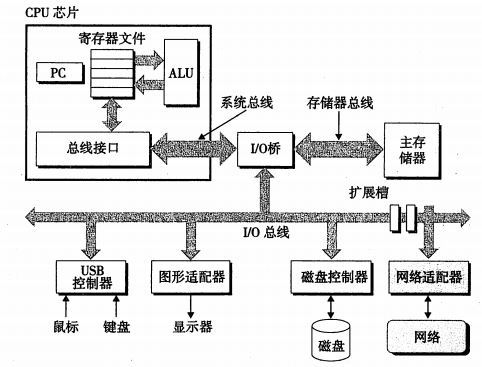 CPU 芯片
寄存器文件
PC
ALU
系统总线
存储器总线
总线接口
I/O桥
主存
储器
扩展槽
I/O 总线
USB
控制器
图形适配器
磁盘控制器
网络适配器
鼠标
键盘
显示器
磁盘
网络